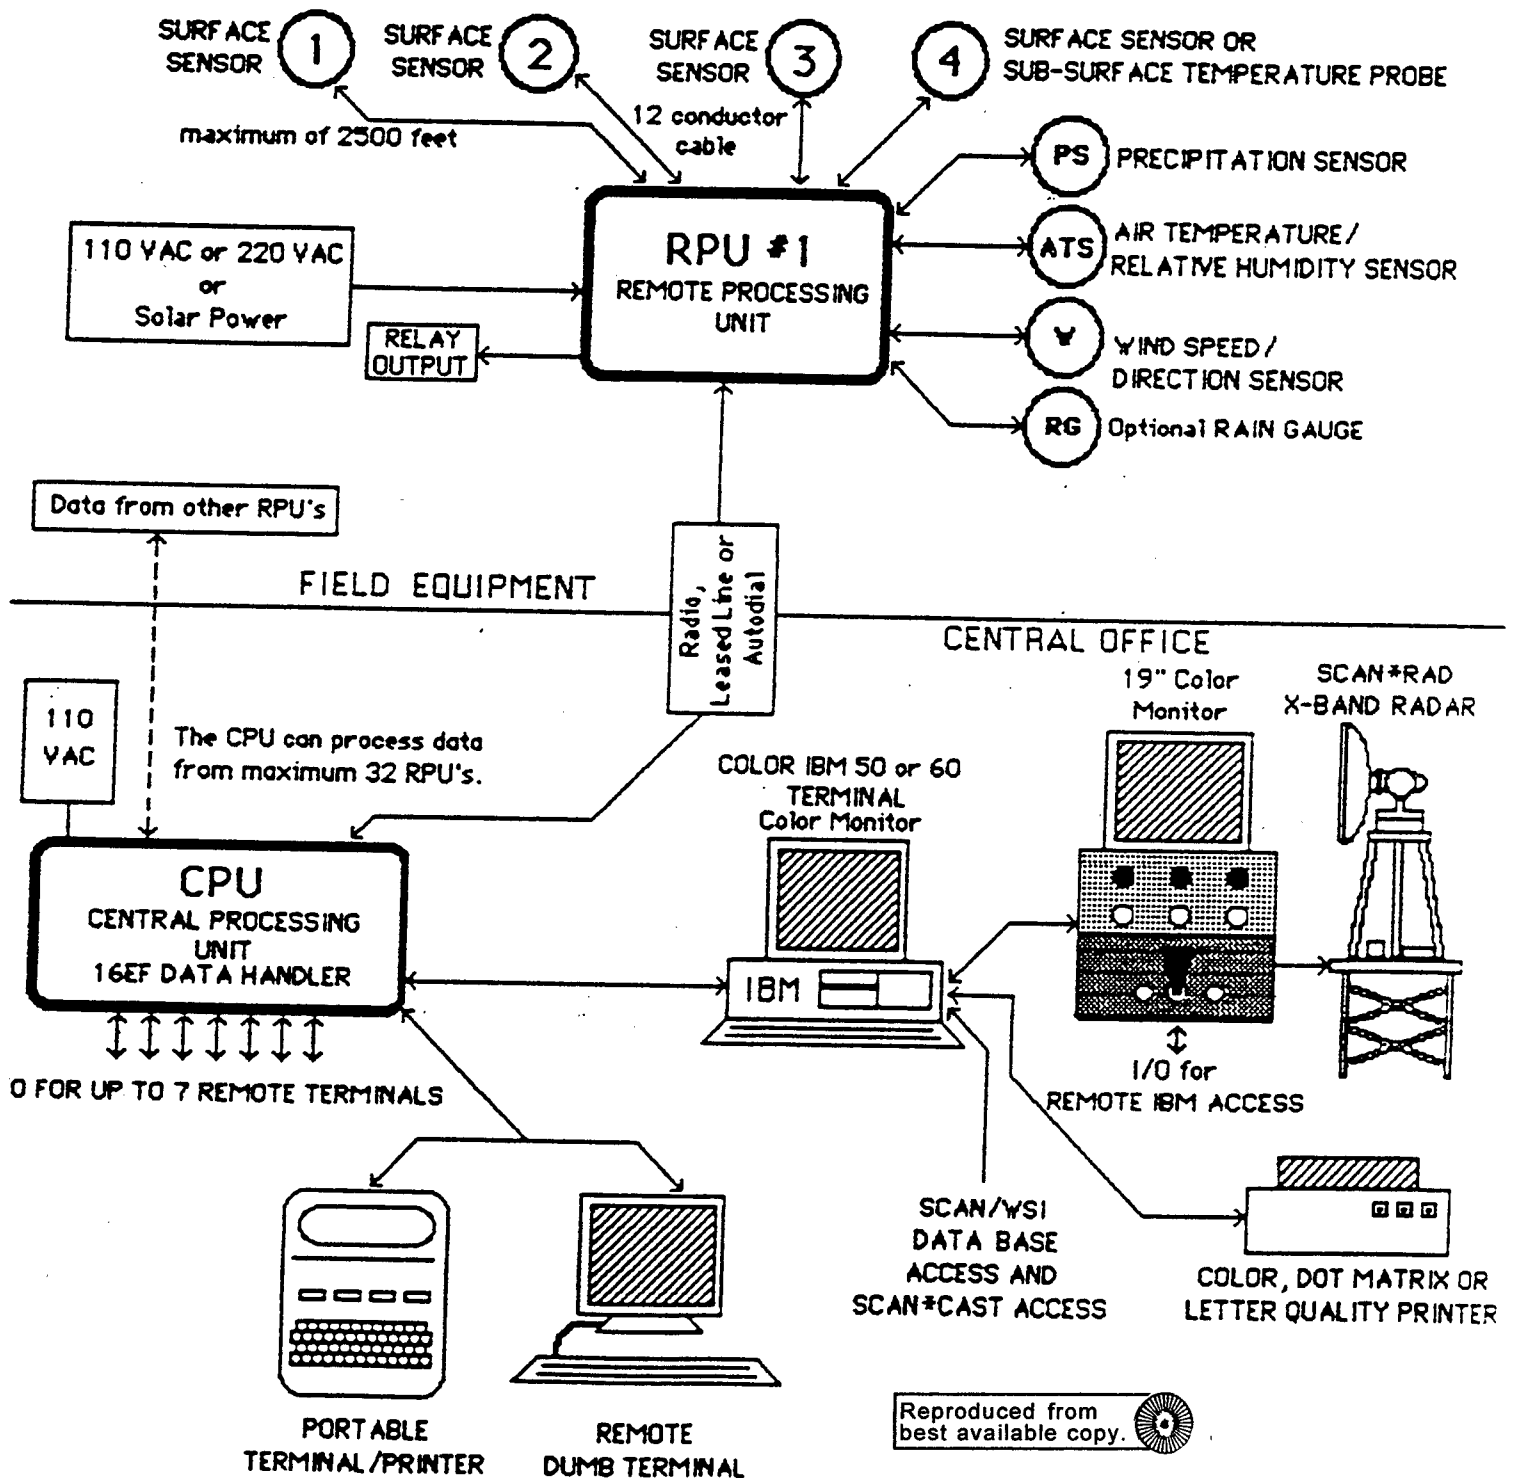 SURFACE
SENSOR
1
SURFACE
SENSOR
2
SURFACE
SENSOR
3
4
SURFACE SENSOR OR
SUB-SURFACE TEMPERATURE PROBE
maximum of 2500 feet
12 conductor
cable
PS
PRECIPITATION SENSOR
110 VAC or 220 VAC
or
Solar Power
RPU #1
REMOTE PROCESSING
UNIT
ATS
AIR TEMPERATURE/
RELATIVE HUMIDITY SENSOR
RELAY
OUTPUT
W
WIND SPEED/
DIRECTION SENSOR
RG
Optional RAIN GAUGE
Data from other RPU's
Radio,
Leased Line or
Autodial
FIELD EQUIPMENT
CENTRAL OFFICE
110
VAC
The CPU can process data
from maximum 32 RPU's.
COLOR IBM 50 or 60
TERMINAL
Color Monitor
19" Color
Monitor
SCAN*RAD
X-BAND RADAR
CPU
CENTRAL PROCESSING
UNIT
16EF DATA HANDLER
IBM
O FOR UP TO 7 REMOTE TERMINALS
I/O for
REMOTE IBM ACCESS
SCAN/WSI
DATA BASE
ACCESS AND
SCAN*CAST ACCESS
COLOR, DOT MATRIX OR
LETTER QUALITY PRINTER
PORTABLE
TERMINAL/PRINTER
REMOTE
DUMB TERMINAL
Reproduced from
best available copy.